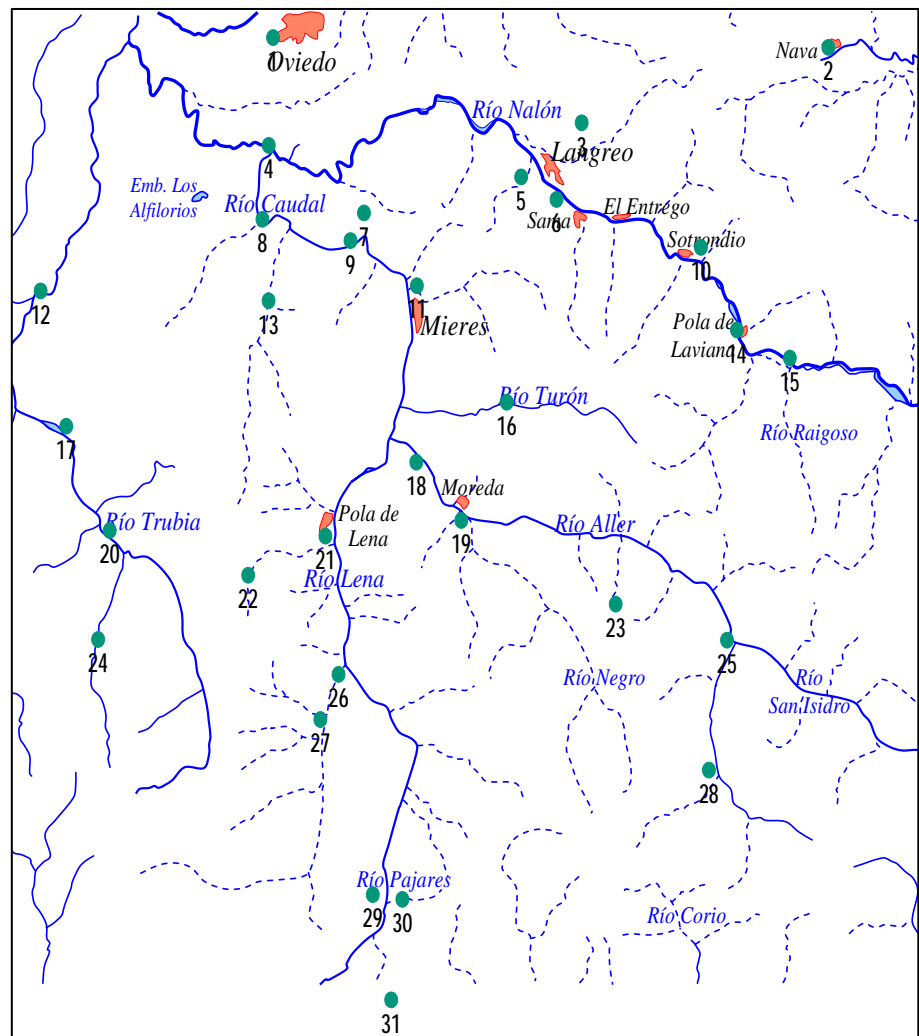 1
Oviedo
Nava
2
Río Nalón
3
Langreo
4
5
Emb. Los
Alfilorios
Río Caudal
6
Sama
El Entrego
7
8
9
Sotrondio
10
11
12
13
Mieres
Pola de
Laviana
14
15
Río Turón
16
Río Raigoso
17
18
Moreda
19
Río Trubia
20
Pola de
Lena
21
Río Aller
Río Lena
22
23
24
25
26
Río Negro
Río
San Isidro
27
28
Río Pajares
29
30
Río Corio
31